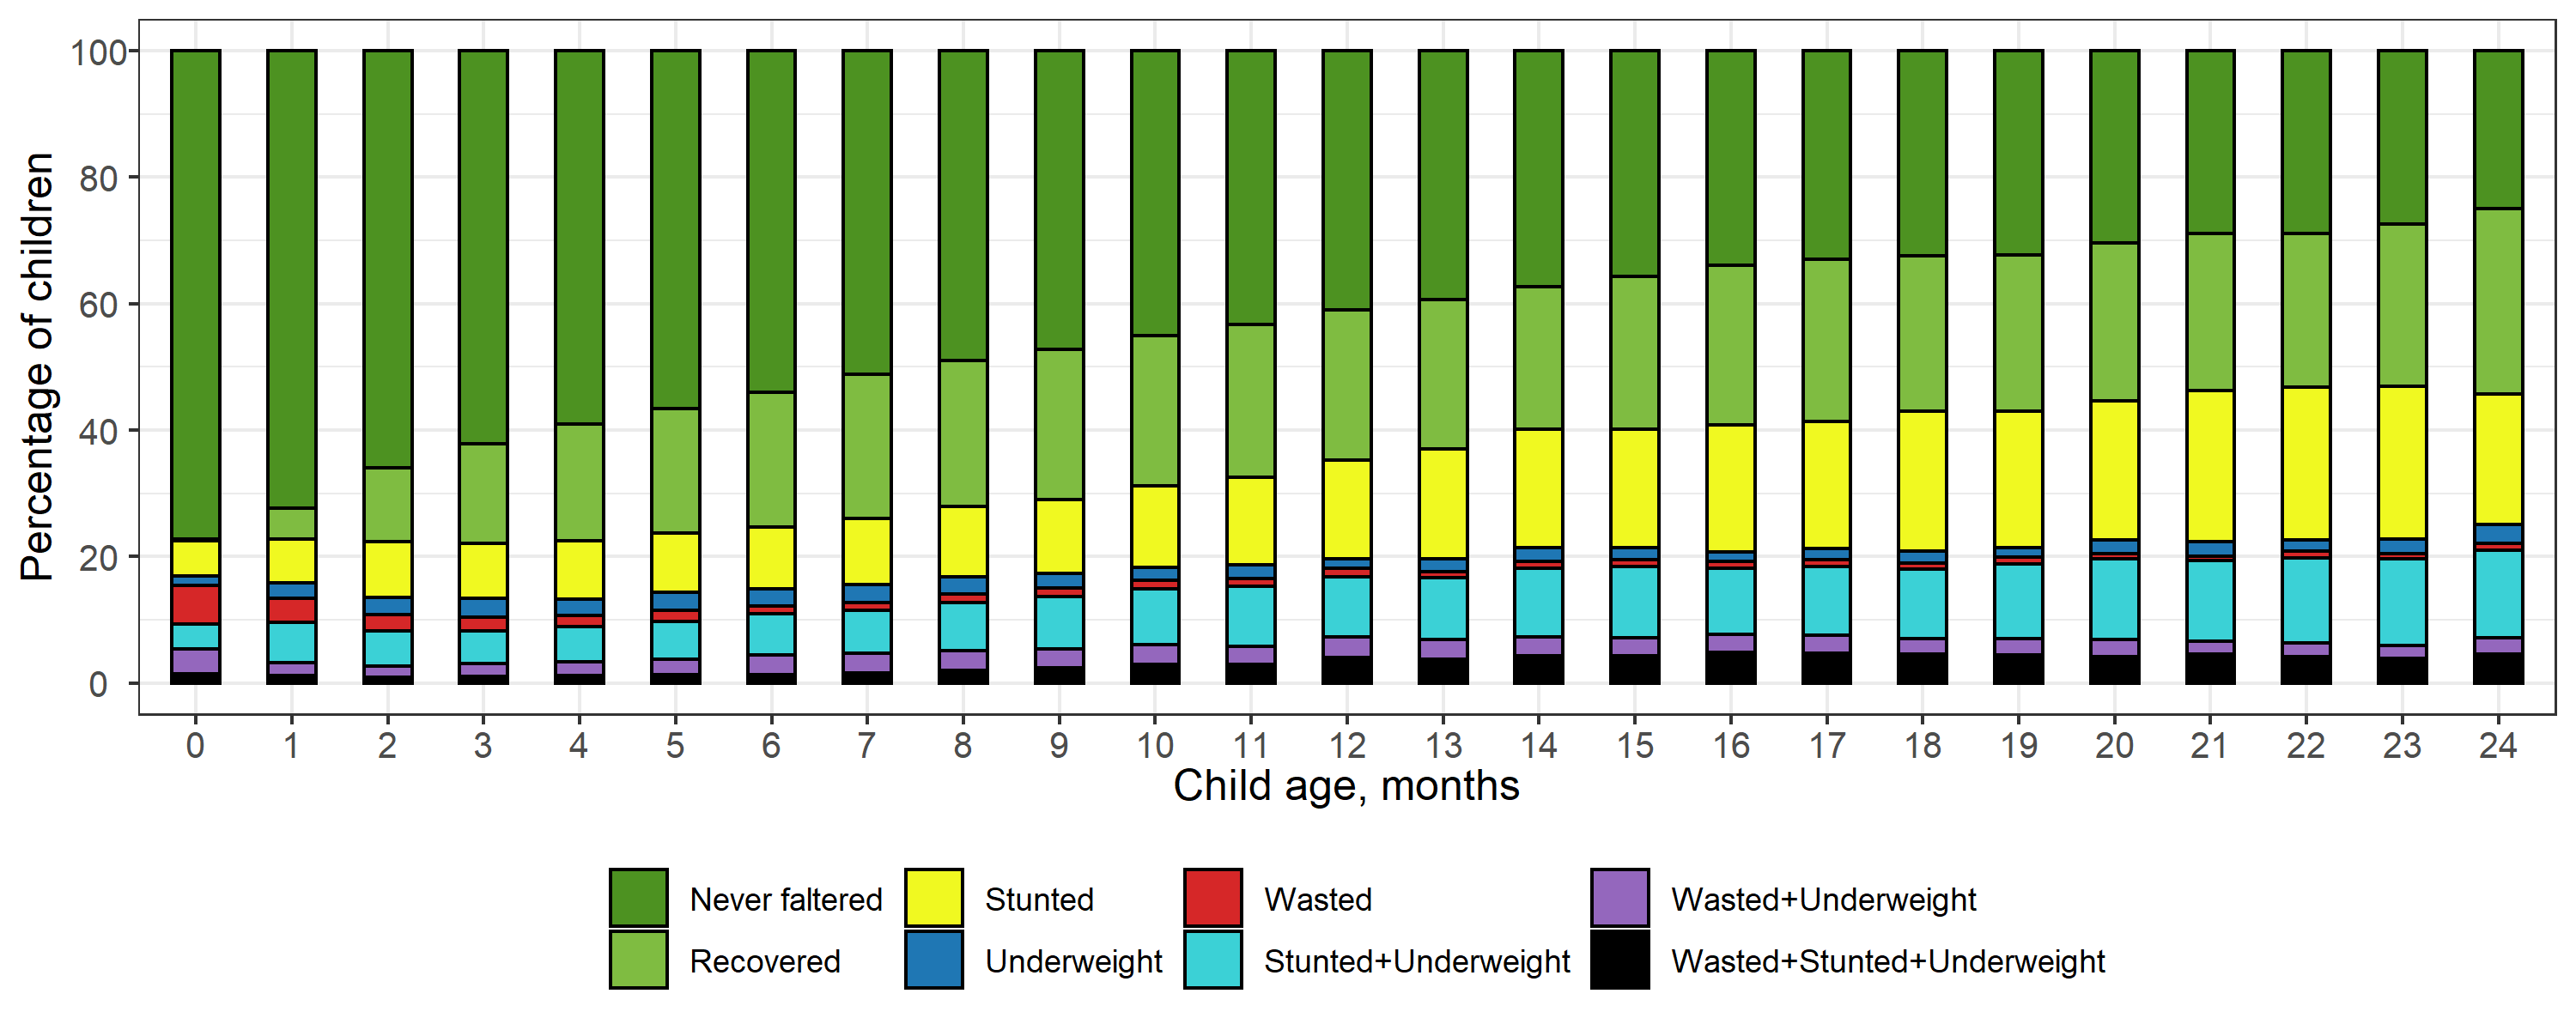 Percentage of children
100
80
60
40
20
0
0 1 2 3 4 5 6 7 8 9 10 11 12 13 14 15 16 17 18 19 20 21 22 23 24
Child age, months
Never faltered Stunted Wasted Wasted+Underweight
Recovered Underweight Stunted+Underweight Wasted+Stunted+Underweight